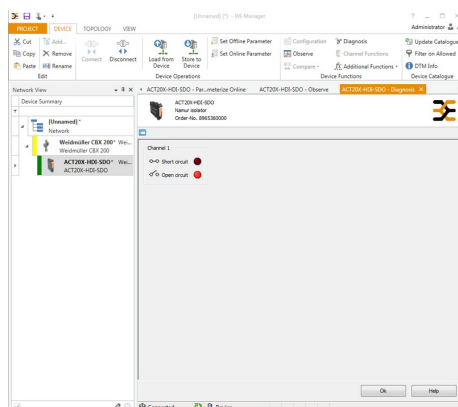 [Unnamed] (*) - WI-Manager
PROJECT DEVICE TOPOLOGY VIEW Administrator
Cut Add... Connect Disconnect Load from Device Store to Device Set Offline Parameter Configuration Diagnosis Update Catalogue
Copy Remove Set Online Parameter Observe Channel Functions Filter on Allowed
Paste Rename Compare Additional Functions DTM Info
Edit Device Operations Device Functions Device Catalogue
Network View ACT20X-HDI-SDO - Par...meterize Online ACT20X-HDI-SDO - Observe ACT20X-HDI-SDO - Diagnosis
Device Summary
ACT20X-HDI-SDO
Namur isolator
Order-No. 8965360000
[Unnamed]*
Network
Weidmüller CBX 200* Wei...
Weidmüller CBX 200
ACT20X-HDI-SDO* Wei...
ACT20X-HDI-SDO
Channel 1
Short circuit
Open circuit
Ok Help
Connected Device